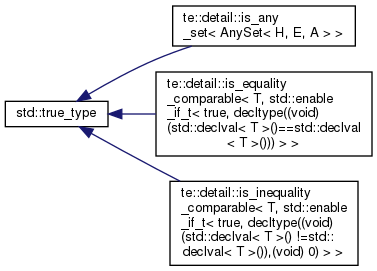 te::detail::is_any
_set< AnySet< H, E, A > >
te::detail::is_equality
_comparable< T, std::enable
_if_t< true, decltype((void)
(std::declval< T >()==std::declval
< T >())) > >
std::true_type
te::detail::is_inequality
_comparable< T, std::enable
_if_t< true, decltype((void)
(std::declval< T >() !=std::
declval< T >()),(void) 0) > >